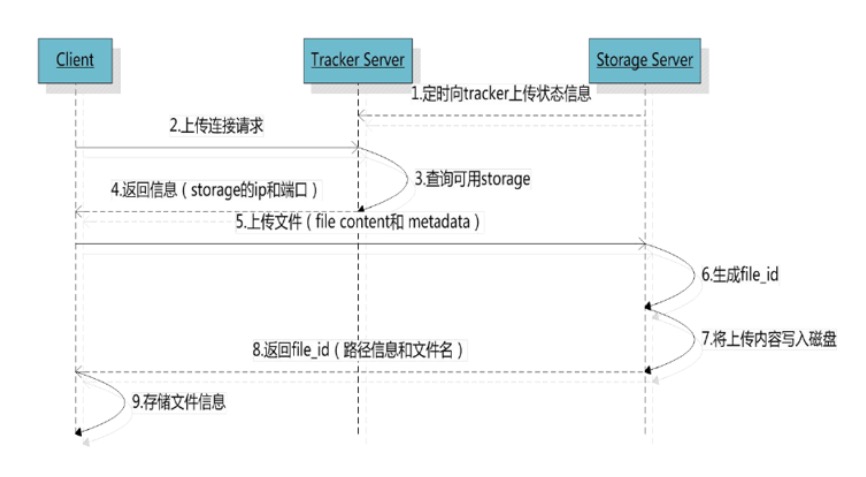 Client
Tracker Server
Storage Server
1.定时向tracker上传状态信息
2.上传连接请求
3.查询可用storage
4.返回信息（storage的ip和端口）
5.上传文件（file content和 metadata）
6.生成file_id
7.将上传内容写入磁盘
8.返回file_id（路径信息和文件名）
9.存储文件信息